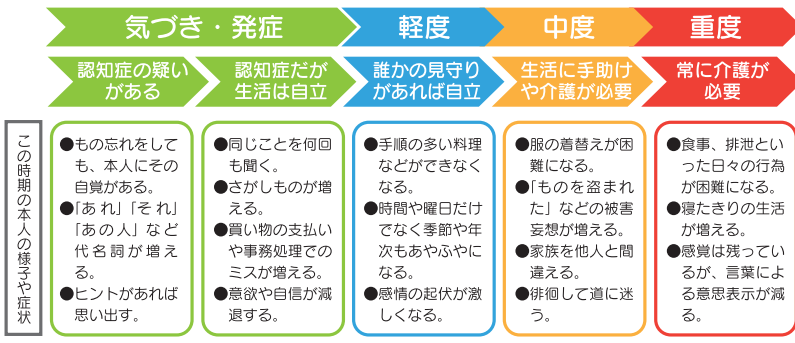 気づき・発症
軽度
中度
重度
認知症の疑い
がある
認知症だが
生活は自立
誰かの見守り
があれば自立
生活に手助け
や介護が必要
常に介護が
必要
この時期の本人の様子や症状
●もの忘れをして
も、本人にその
自覚がある。
●「あれ」「それ」
「あの人」など
代名詞が増え
る。
●ヒントがあれば
思い出す。
●同じことを何回
も聞く。
●さがしものが増
える。
●買い物の支払い
や事務処理での
ミスが増える。
●意欲や自信が減
退する。
●手順の多い料理
などができなく
なる。
●時間や曜日だけ
でなく季節や年
次もあやふやに
なる。
●感情の起伏が激
しくなる。
●服の着替えが困
難になる。
●「ものを盗まれ
た」などの被害
妄想が増える。
●家族を他人と間
違える。
●徘徊して道に迷
う。
●食事、排泄とい
った日々の行為
が困難になる。
●寝たきりの生活
が増える。
●感覚は残ってい
るが、言葉によ
る意思表示が減
る。